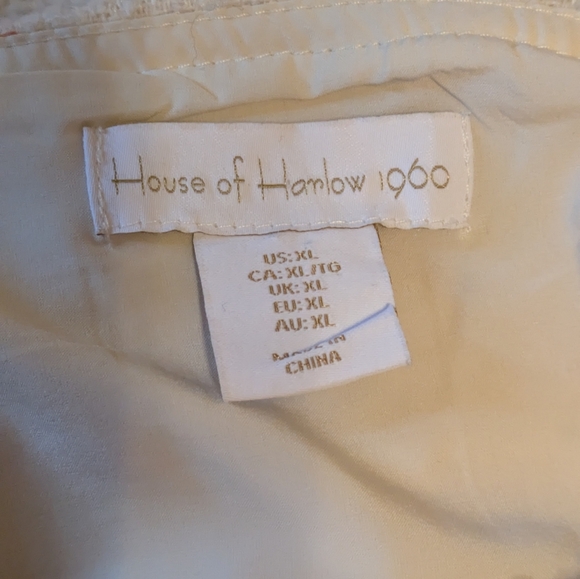 House of Harlow 1960
US: XL
CA: XL/TG
UK: XL
EU: XL
AU: XL
MADE IN
CHINA